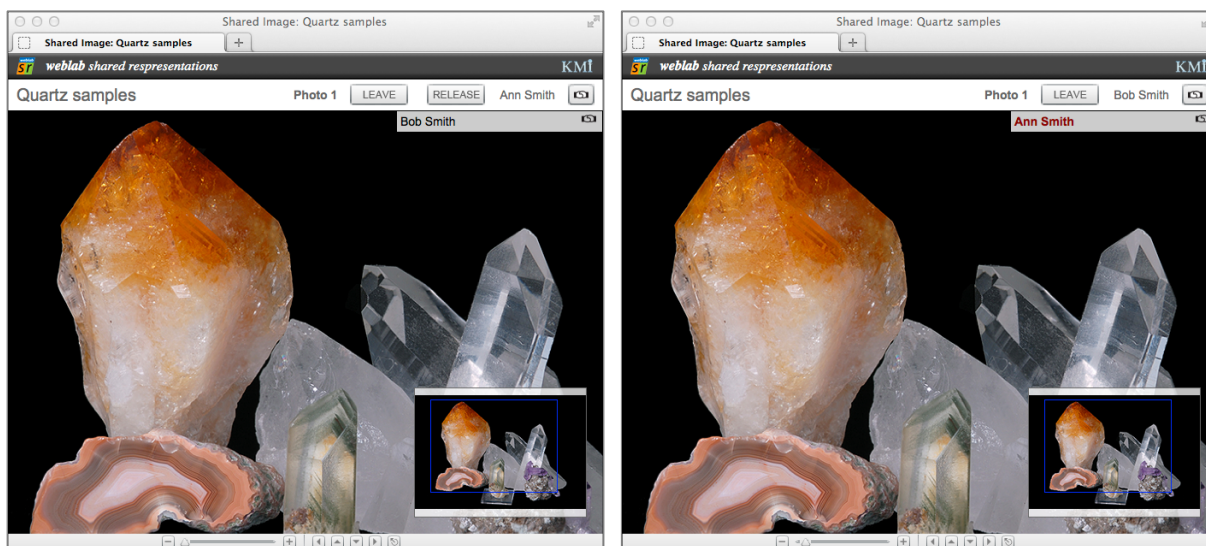 Shared Image: Quartz samples
Shared Image: Quartz samples
sr weblab shared respresentations KMi
Quartz samples Photo 1 LEAVE RELEASE Ann Smith
Bob Smith
Shared Image: Quartz samples
Shared Image: Quartz samples
sr weblab shared respresentations KMi
Quartz samples Photo 1 LEAVE Bob Smith
Ann Smith